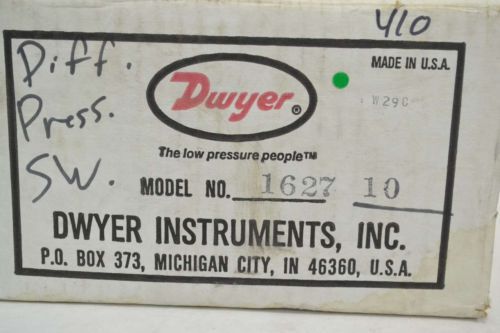 410
Diff.
Press.
SW.
MADE IN U.S.A.
Dwyer®
W29C
The low pressure people™
MODEL NO. 1627 10
DWYER INSTRUMENTS, INC.
P.O. BOX 373, MICHIGAN CITY, IN 46360, U.S.A.